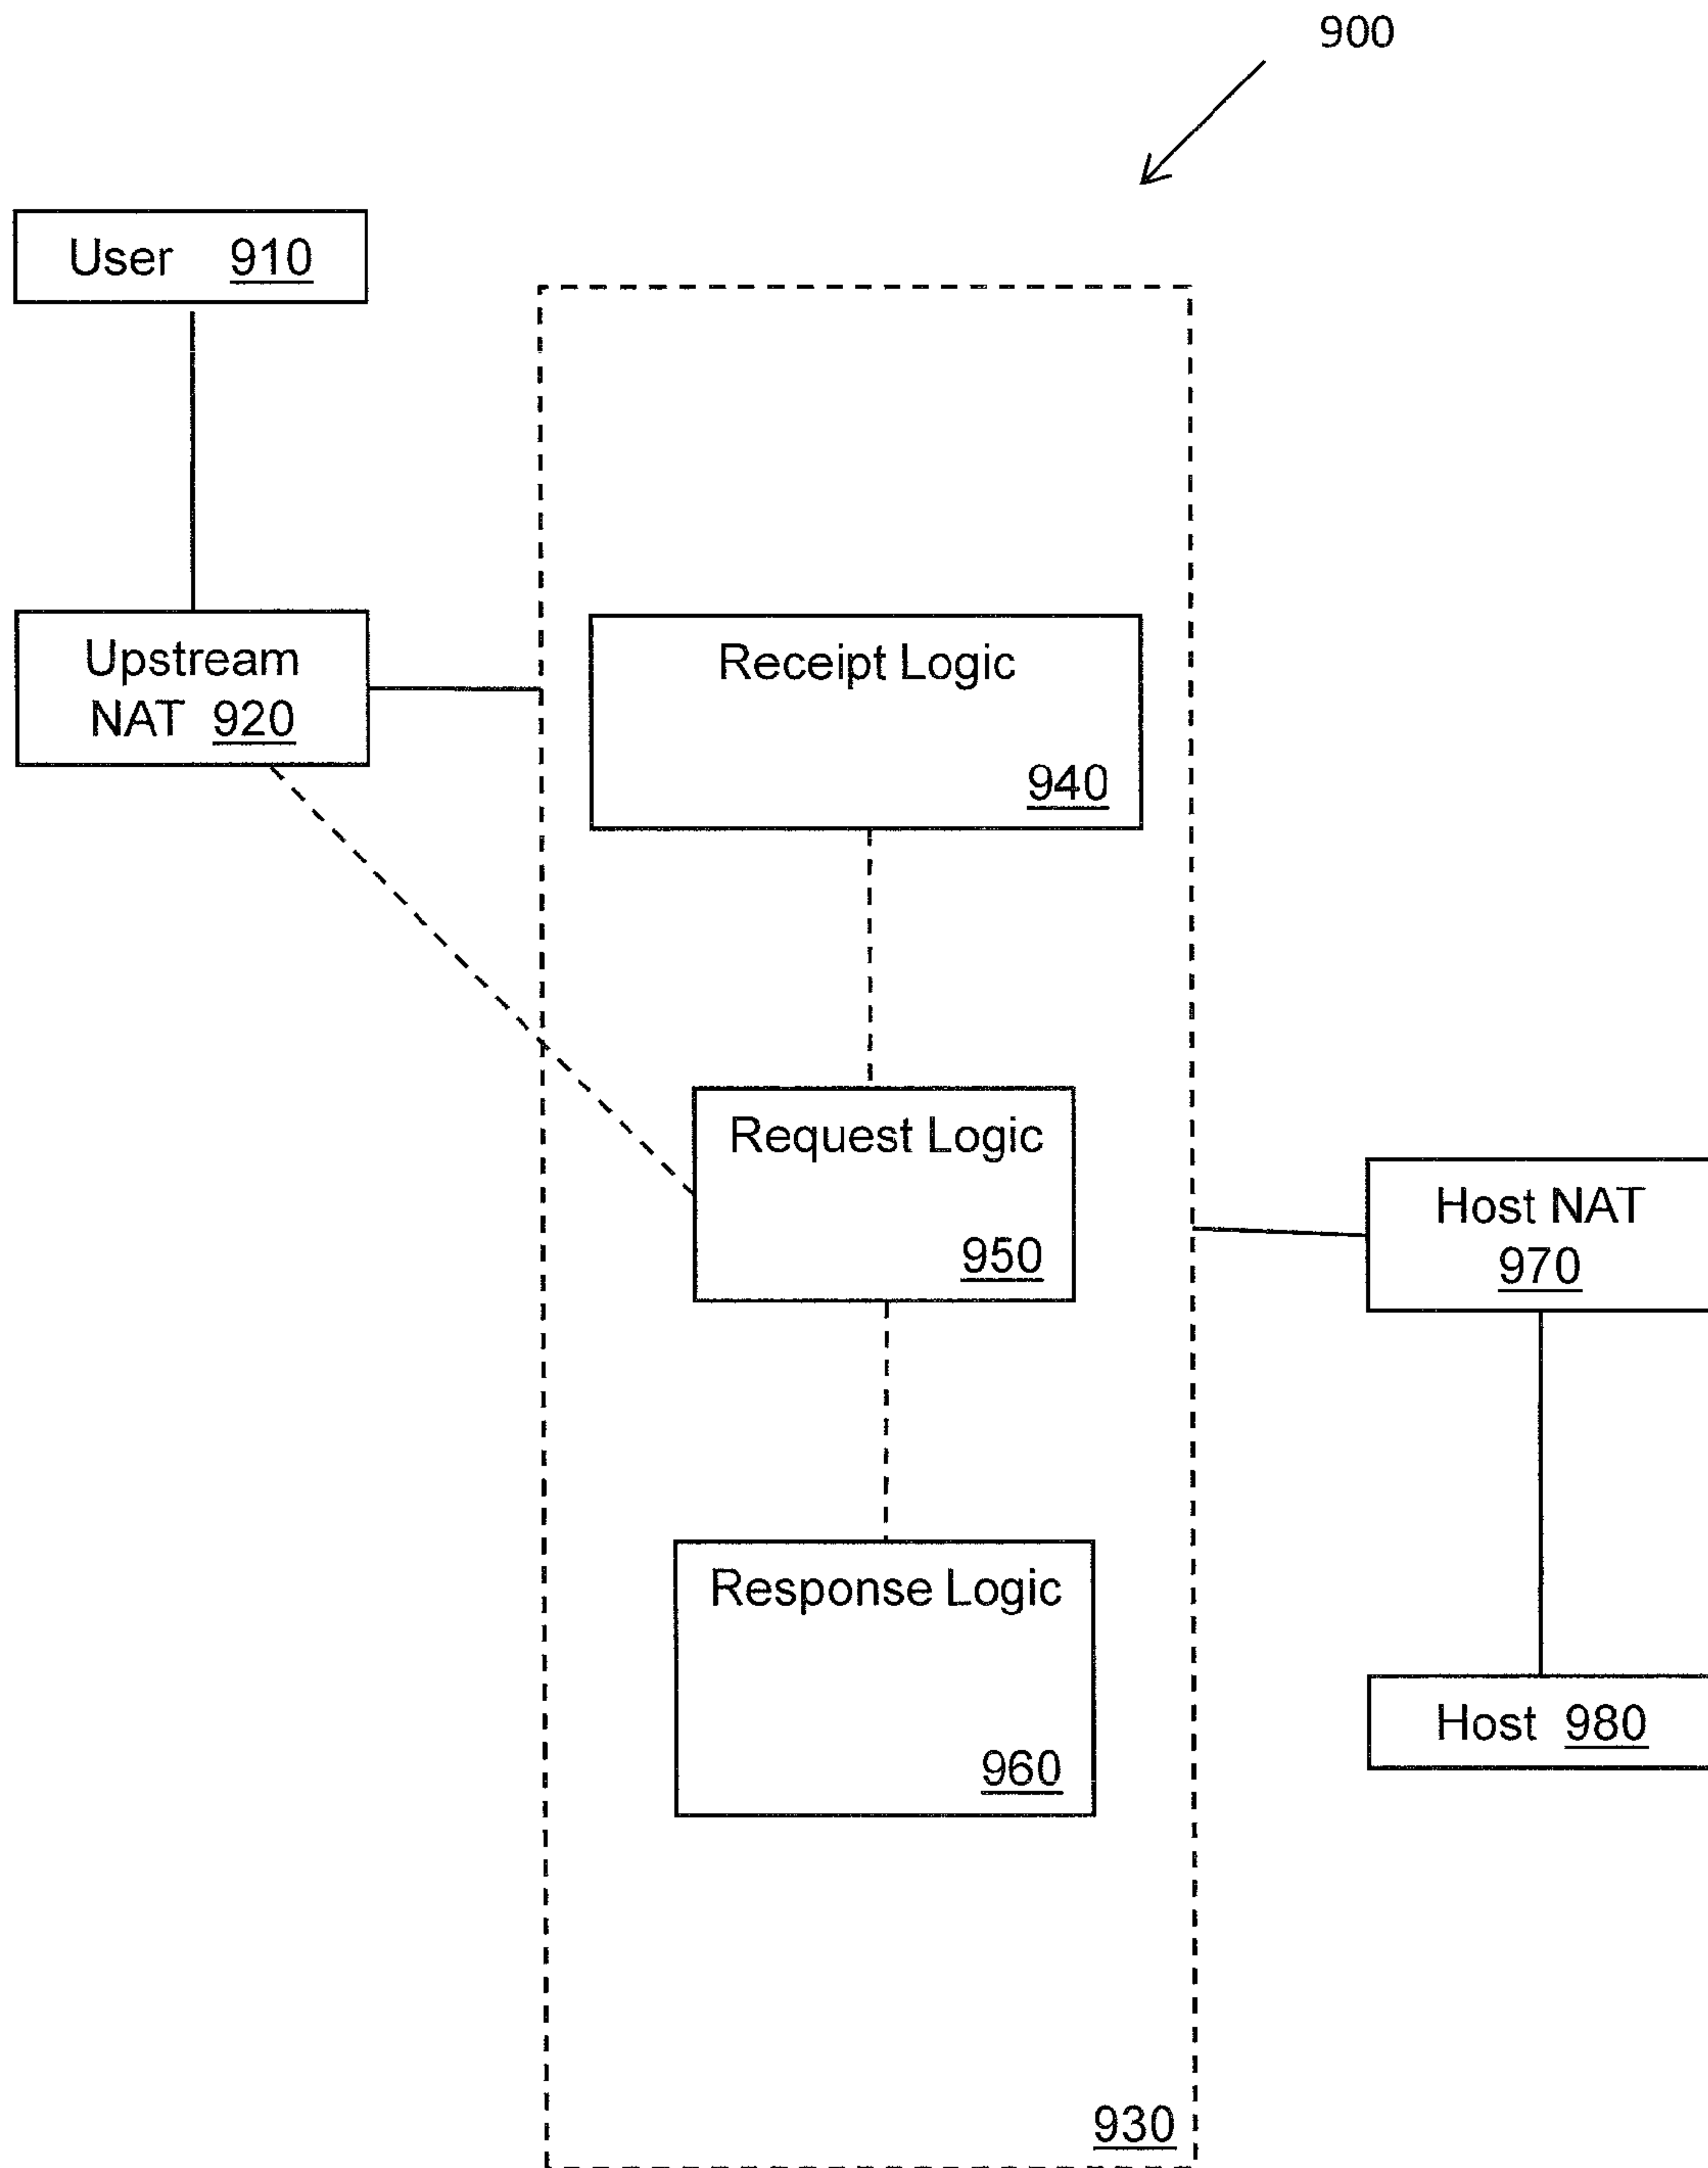 900
User 910
Upstream
NAT 920
Receipt Logic
940
Request Logic
950
Host NAT
970
Response Logic
960
Host 980
930